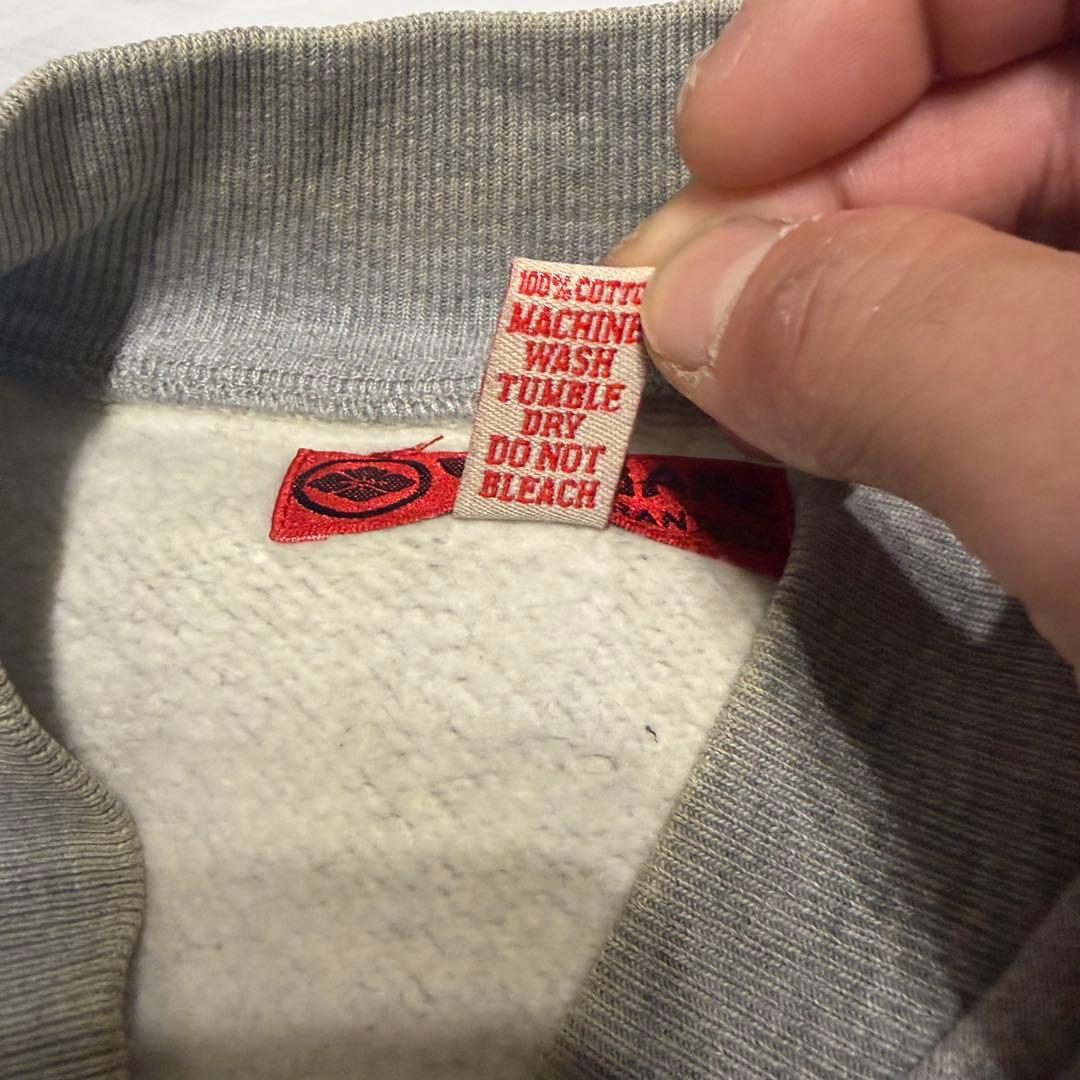 100% COTTO
MACHINE
WASH
TUMBLE
DRY
DO NOT
BLEACH